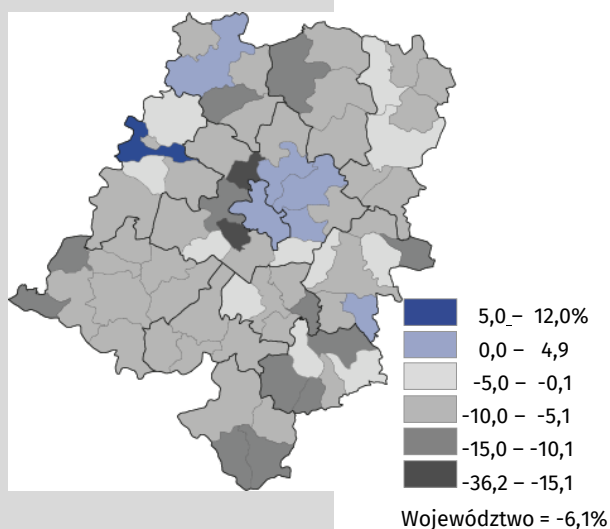 5,0 – 12,0%
0,0 – 4,9
-5,0 – -0,1
-10,0 – -5,1
-15,0 – -10,1
-36,2 – -15,1
Województwo = -6,1%